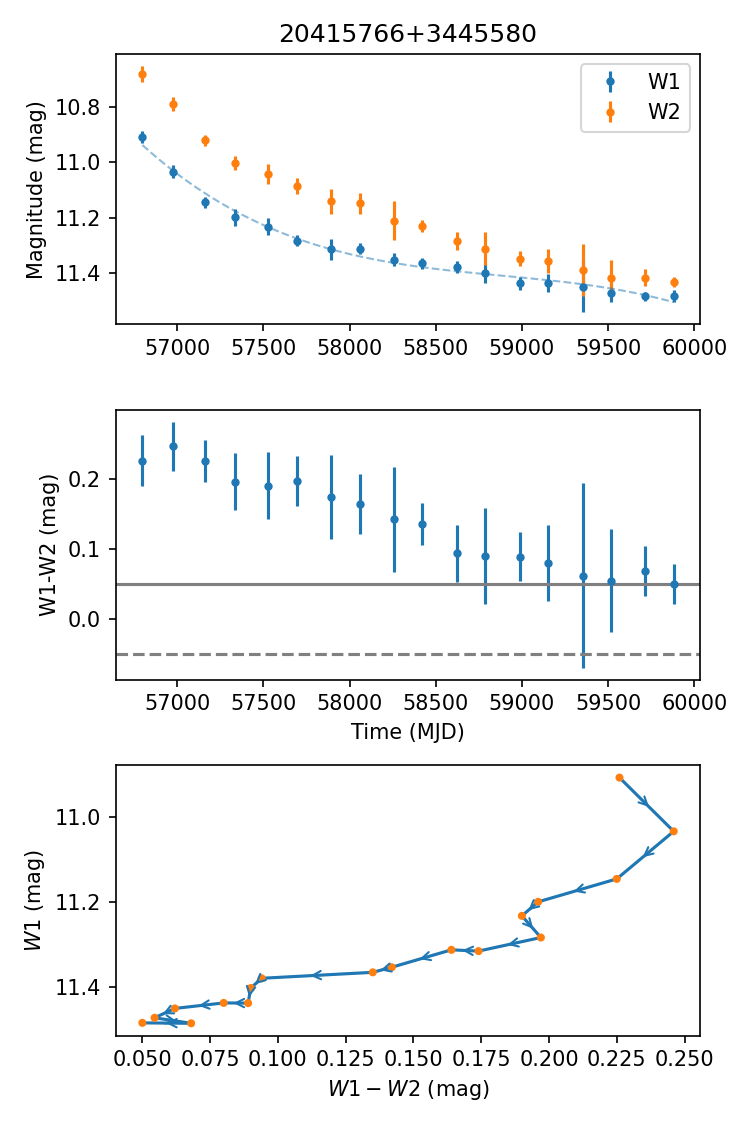 20415766+3445580
Magnitude (mag)
10.8
11.0
11.2
11.4
W1
W2
57000 57500 58000 58500 59000 59500 60000
W1-W2 (mag)
0.2
0.1
0.0
57000 57500 58000 58500 59000 59500 60000
Time (MJD)
W1 (mag)
11.0
11.2
11.4
0.050 0.075 0.100 0.125 0.150 0.175 0.200 0.225 0.250
W1 − W2 (mag)